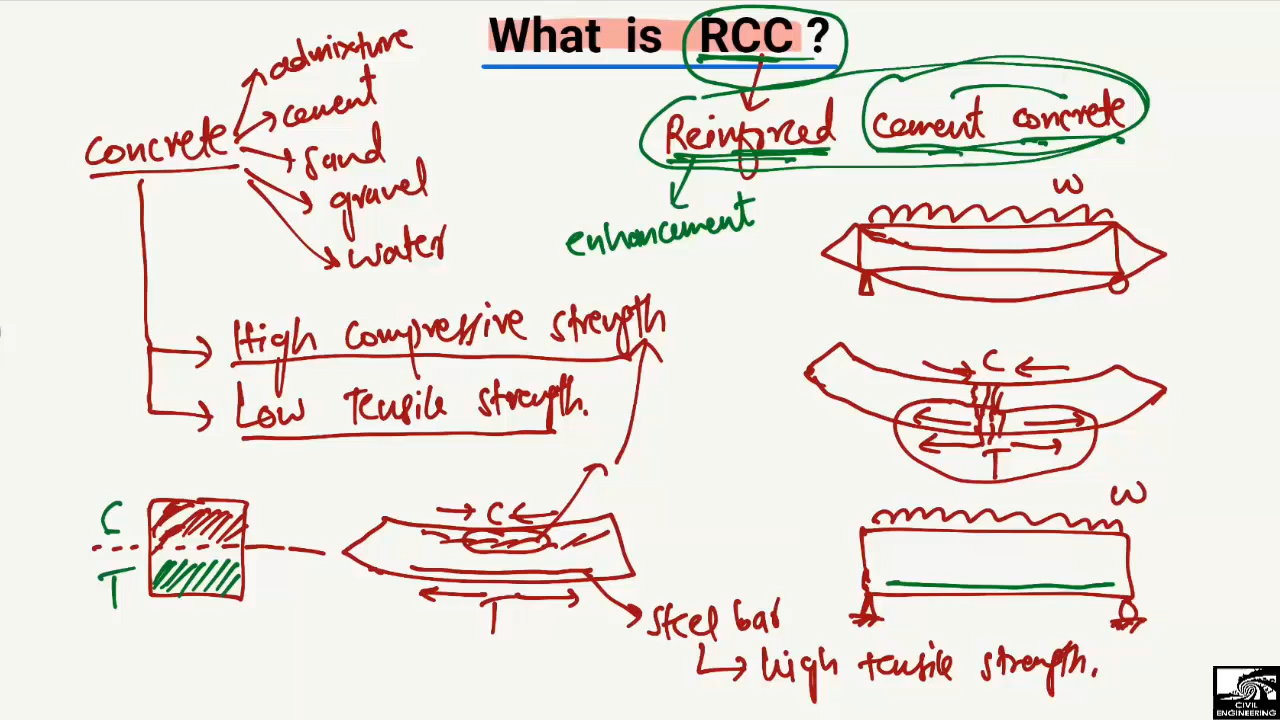 What is RCC ?
Reinforced cement concrete
enhancement
concrete
admixture
cement
sand
gravel
water
High compressive strength
Low tensile strength.
w
C
T
w
C
T
C
T
steel bar
high tensile strength.
CIVIL
ENGINEERING